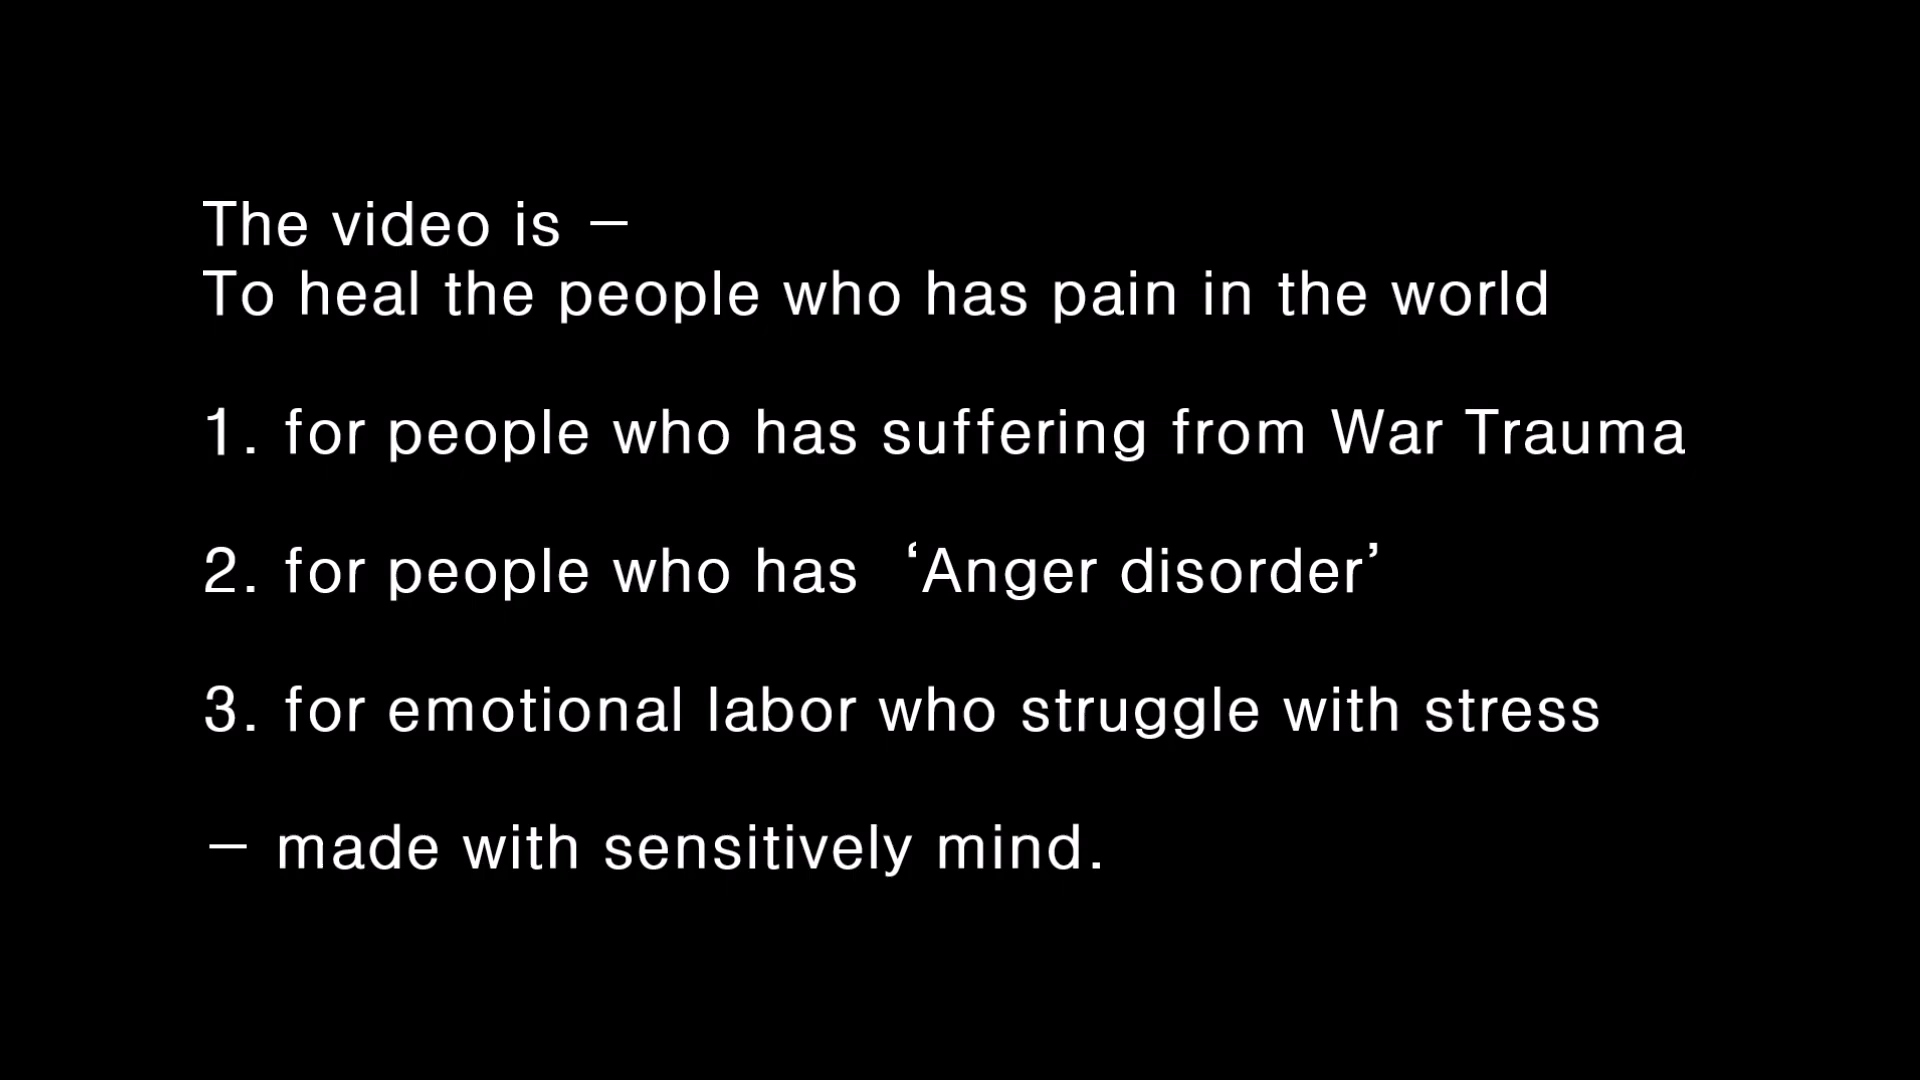 The video is –
To heal the people who has pain in the world
1. for people who has suffering from War Trauma
2. for people who has ‘Anger disorder’
3. for emotional labor who struggle with stress
– made with sensitively mind.